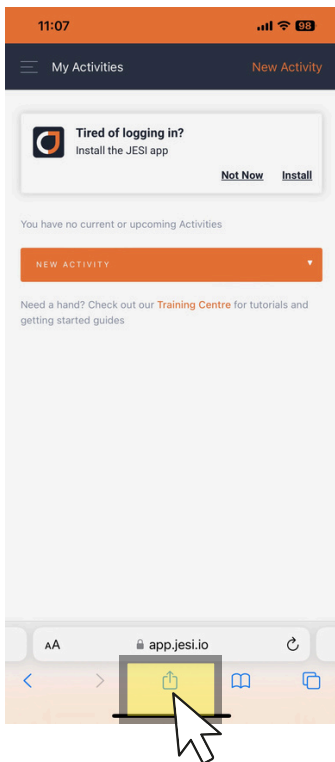 11:07
98
My Activities
New Activity
Tired of logging in?
Install the JESI app
Not Now
Install
You have no current or upcoming Activities
NEW ACTIVITY
Need a hand? Check out our Training Centre for tutorials and
getting started guides
AA
app.jesi.io